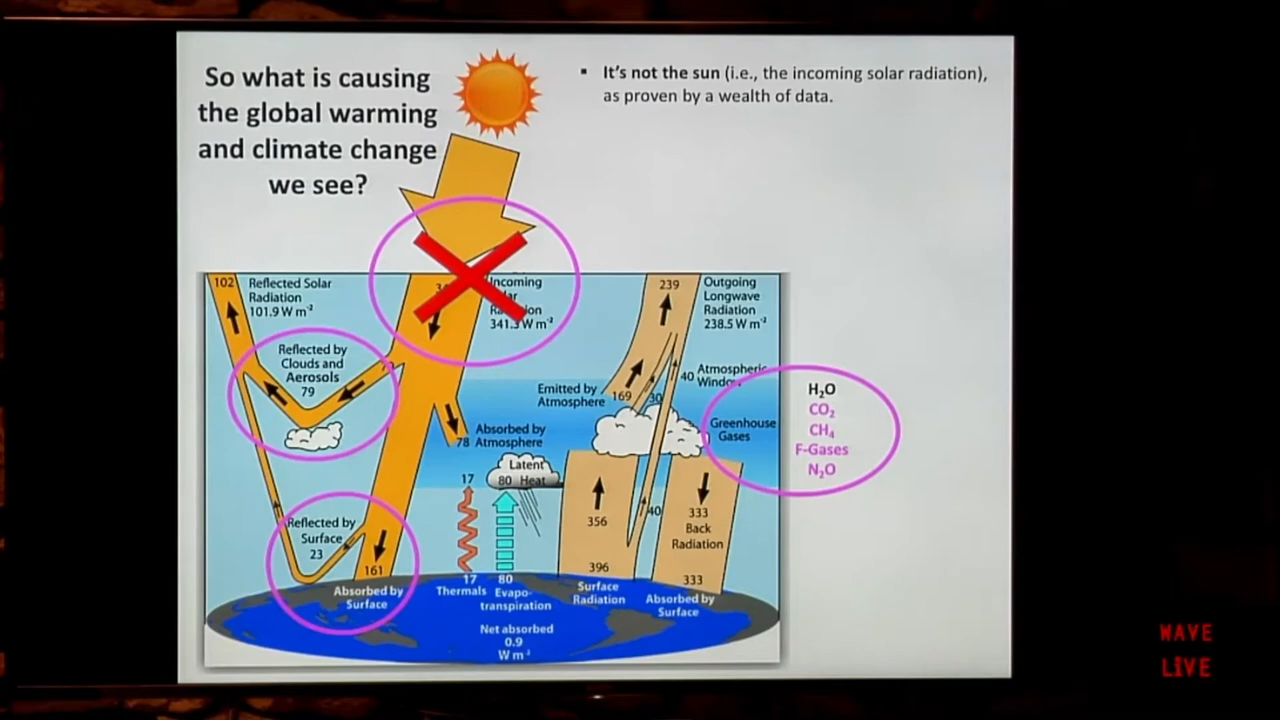 So what is causing
the global warming
and climate change
we see?
▪ It's not the sun (i.e., the incoming solar radiation),
as proven by a wealth of data.
102
Reflected Solar
Radiation
101.9 W m⁻²
Incoming
341.3 W m⁻²
239
Outgoing
Longwave
Radiation
238.5 W m⁻²
Reflected by
Clouds and
Aerosols
79
Emitted by
Atmosphere
169
30
40
Atmospheric
Window
78
Absorbed by
Atmosphere
Greenhouse
Gases
H₂O
CO₂
CH₄
F-Gases
N₂O
Latent
80 Heat
17
356
40
333
Back
Radiation
Reflected by
Surface
23
161
Absorbed by
Surface
17
Thermals
80
Evapo-
transpiration
396
Surface
Radiation
333
Absorbed by
Surface
Net absorbed
0.9
W m⁻²
WAVE
LiVE